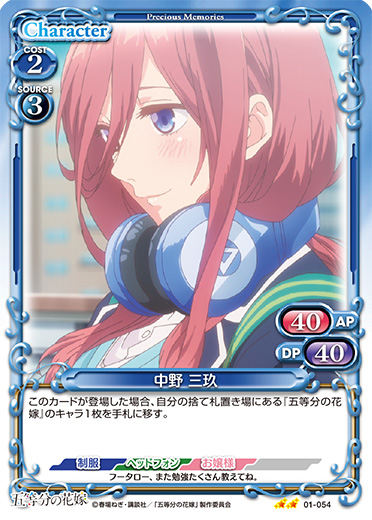 Precious Memories
Character
COST
2
SOURCE
3
40 AP
DP 40
中野 三玖
このカードが登場した場合、自分の捨て札置き場にある『五等分の花
嫁』のキャラ1枚を手札に移す。
制服 ヘッドフォン お嬢様
フータロー、また勉強たくさん教えてね。
五等分の花嫁 ©春場ねぎ・講談社/「五等分の花嫁」製作委員会 01-054